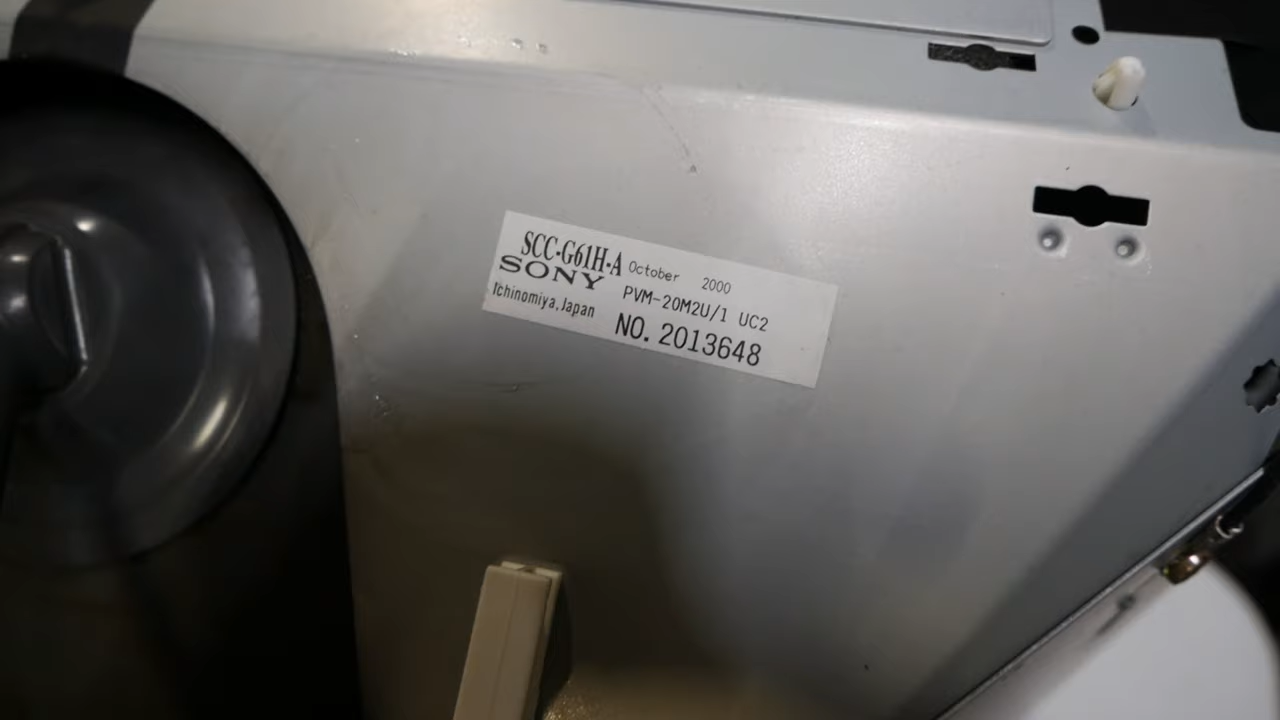 SCC-G61H-A October 2000
SONY PVM-20M2U/1 UC2
Ichinomiya, Japan NO. 2013648